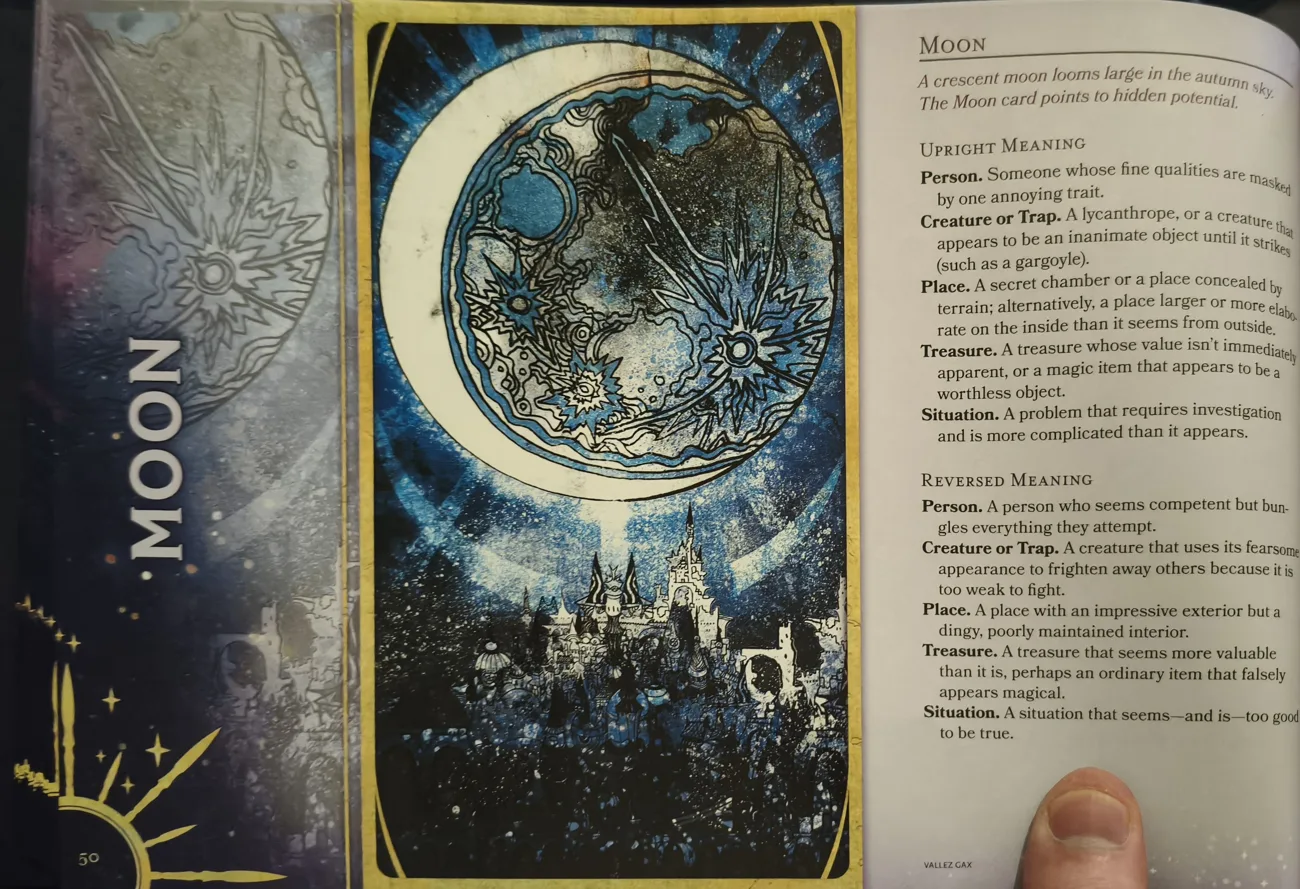 MOON
50
MOON
A crescent moon looms large in the autumn sky.
The Moon card points to hidden potential.
UPRIGHT MEANING
Person. Someone whose fine qualities are masked
by one annoying trait.
Creature or Trap. A lycanthrope, or a creature that
appears to be an inanimate object until it strikes
(such as a gargoyle).
Place. A secret chamber or a place concealed by
terrain; alternatively, a place larger or more elabo-
rate on the inside than it seems from outside.
Treasure. A treasure whose value isn't immediately
apparent, or a magic item that appears to be a
worthless object.
Situation. A problem that requires investigation
and is more complicated than it appears.
REVERSED MEANING
Person. A person who seems competent but bun-
gles everything they attempt.
Creature or Trap. A creature that uses its fearsome
appearance to frighten away others because it is
too weak to fight.
Place. A place with an impressive exterior but a
dingy, poorly maintained interior.
Treasure. A treasure that seems more valuable
than it is, perhaps an ordinary item that falsely
appears magical.
Situation. A situation that seems—and is—too good
to be true.
VALLEZ GAX